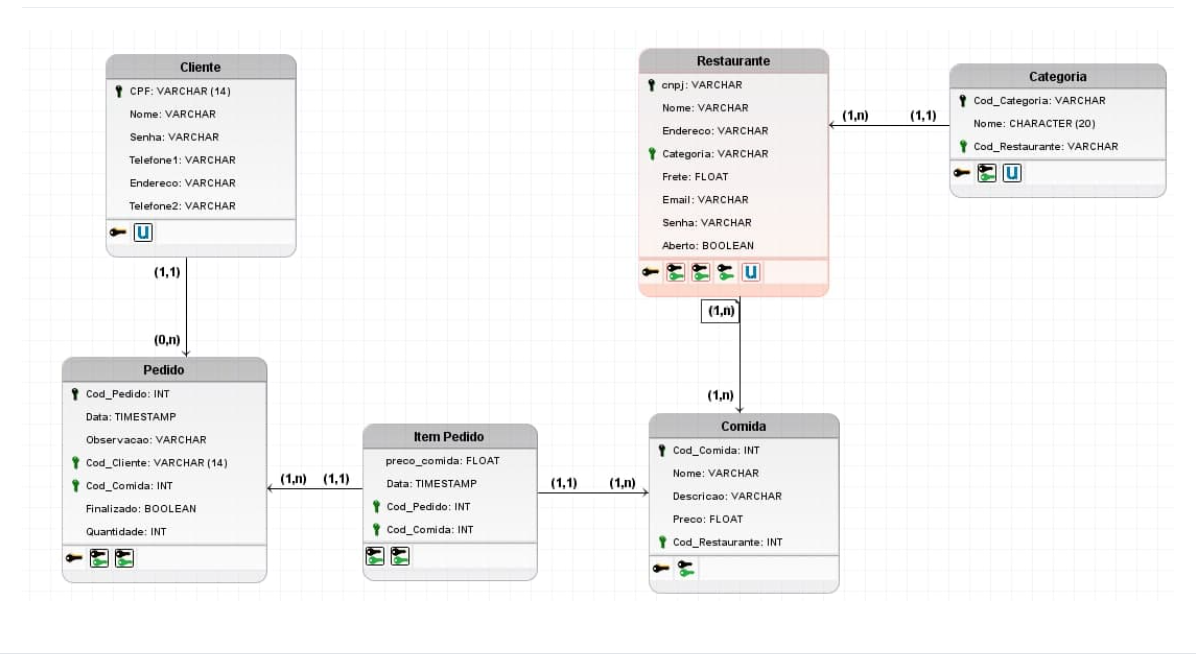 Cliente
CPF: VARCHAR (14)
Nome: VARCHAR
Senha: VARCHAR
Telefone1: VARCHAR
Endereco: VARCHAR
Telefone2: VARCHAR
U
(1,1)
(0,n)
Restaurante
cnpj: VARCHAR
Nome: VARCHAR
Endereco: VARCHAR
Categoria: VARCHAR
Frete: FLOAT
Email: VARCHAR
Senha: VARCHAR
Aberto: BOOLEAN
U
(1,n) (1,1)
Categoria
Cod_Categoria: VARCHAR
Nome: CHARACTER (20)
Cod_Restaurante: VARCHAR
U
(1,n)
(1,n)
Pedido
Cod_Pedido: INT
Data: TIMESTAMP
Observacao: VARCHAR
Cod_Cliente: VARCHAR (14)
Cod_Comida: INT
Finalizado: BOOLEAN
Quantidade: INT
(1,n) (1,1)
Item Pedido
preco_comida: FLOAT
Data: TIMESTAMP
Cod_Pedido: INT
Cod_Comida: INT
(1,1) (1,n)
Comida
Cod_Comida: INT
Nome: VARCHAR
Descricao: VARCHAR
Preco: FLOAT
Cod_Restaurante: INT